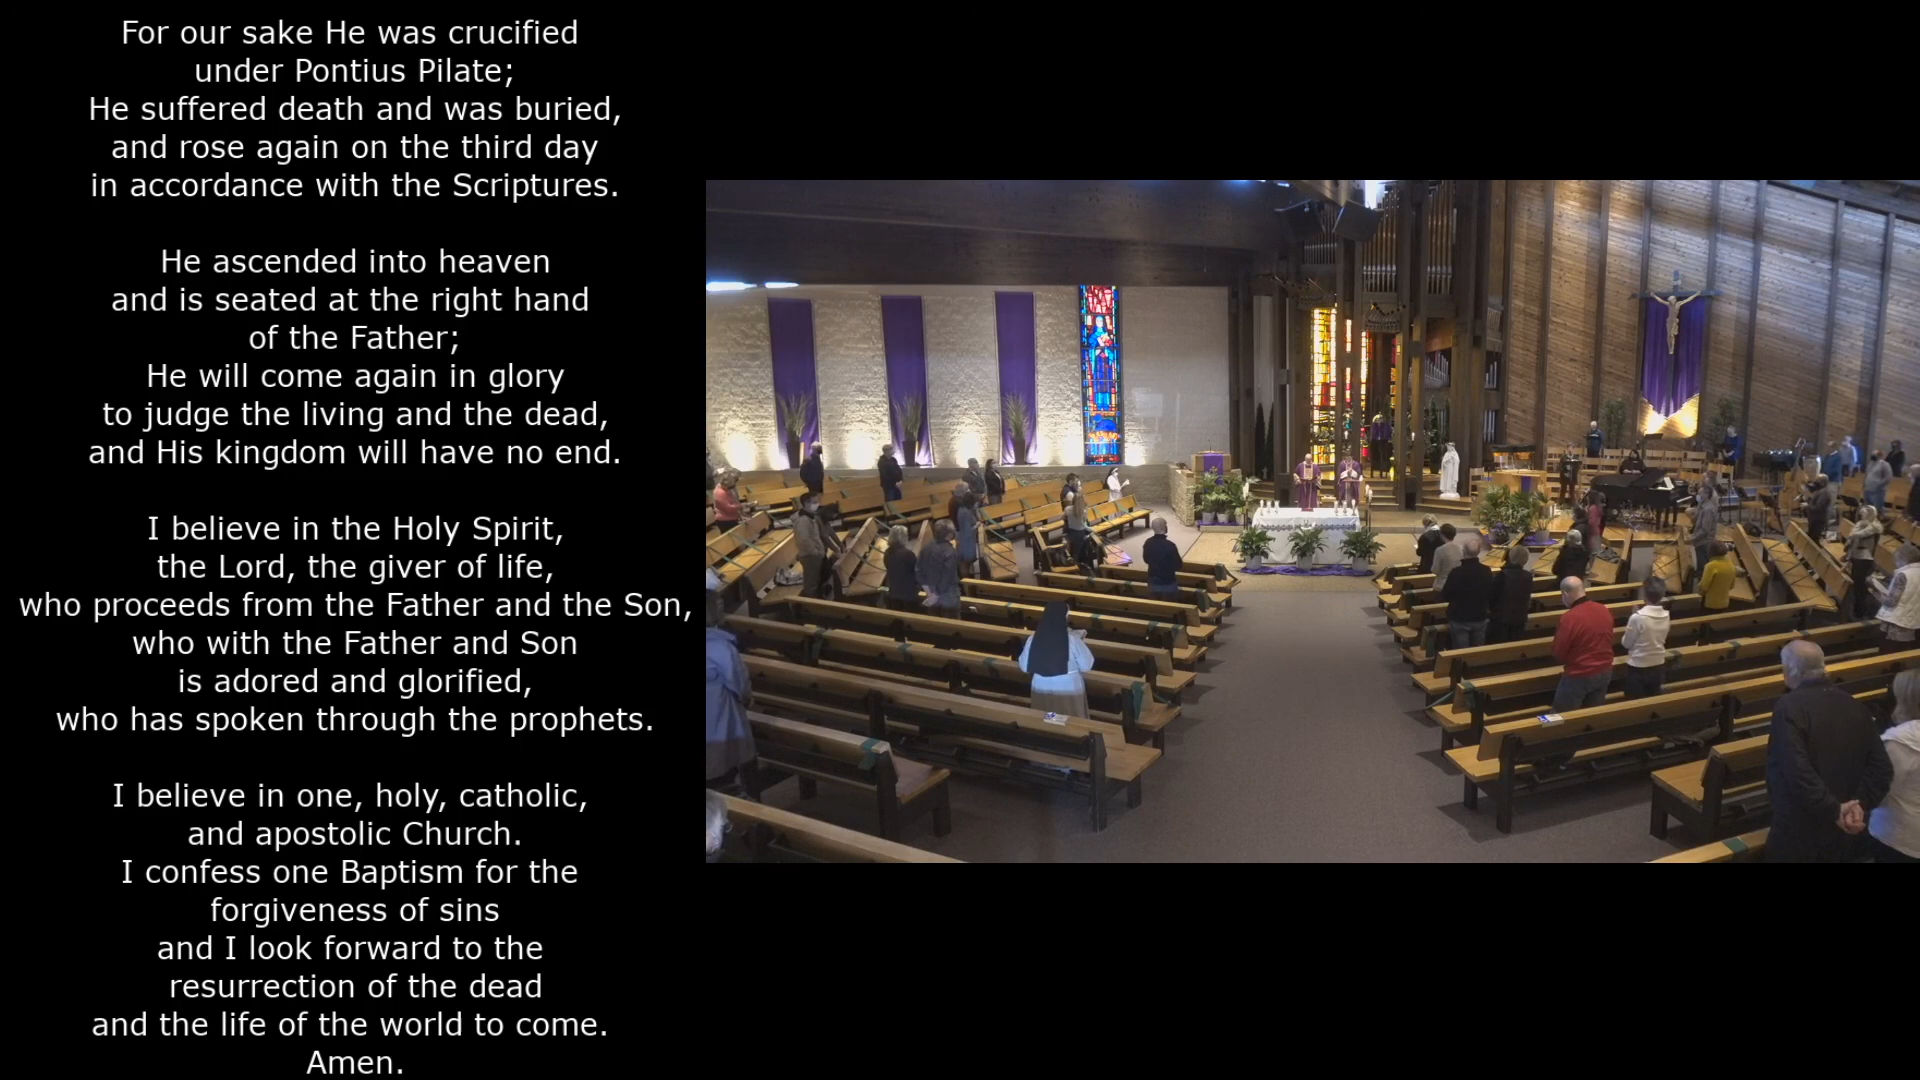 For our sake He was crucified
under Pontius Pilate;
He suffered death and was buried,
and rose again on the third day
in accordance with the Scriptures.
He ascended into heaven
and is seated at the right hand
of the Father;
He will come again in glory
to judge the living and the dead,
and His kingdom will have no end.
I believe in the Holy Spirit,
the Lord, the giver of life,
who proceeds from the Father and the Son,
who with the Father and Son
is adored and glorified,
who has spoken through the prophets.
I believe in one, holy, catholic,
and apostolic Church.
I confess one Baptism for the
forgiveness of sins
and I look forward to the
resurrection of the dead
and the life of the world to come.
Amen.